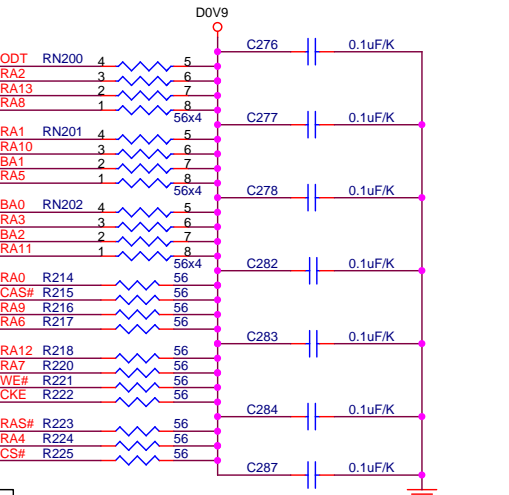 D0V9
C276 0.1uF/K
ODT RN200 4 5
RA2 3 6
RA13 2 7
RA8 1 8
56x4
C277 0.1uF/K
RA1 RN201 4 5
RA10 3 6
BA1 2 7
RA5 1 8
56x4
C278 0.1uF/K
BA0 RN202 4 5
RA3 3 6
BA2 2 7
RA11 1 8
56x4
C282 0.1uF/K
RA0 R214 56
CAS# R215 56
RA9 R216 56
RA6 R217 56
C283 0.1uF/K
RA12 R218 56
RA7 R220 56
WE# R221 56
CKE R222 56
C284 0.1uF/K
RAS# R223 56
RA4 R224 56
CS# R225 56
C287 0.1uF/K